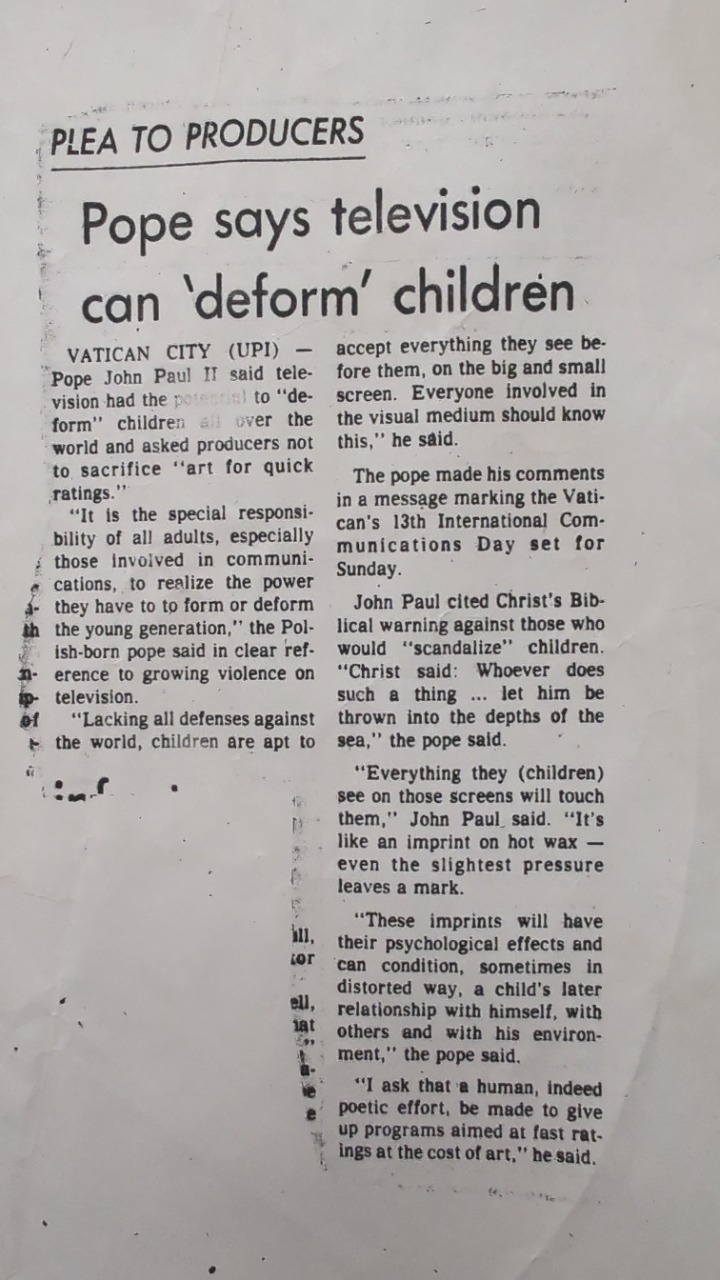 PLEA TO PRODUCERS
Pope says television
can 'deform' children
VATICAN CITY (UPI) —
Pope John Paul II said tele-
vision had the potential to "de-
form" children all over the
world and asked producers not
to sacrifice "art for quick
ratings."
"It is the special responsi-
bility of all adults, especially
those involved in communi-
cations, to realize the power
they have to to form or deform
the young generation," the Pol-
ish-born pope said in clear ref-
erence to growing violence on
television.
"Lacking all defenses against
the world, children are apt to
accept everything they see be-
fore them, on the big and small
screen. Everyone involved in
the visual medium should know
this," he said.
The pope made his comments
in a message marking the Vati-
can's 13th International Com-
munications Day set for
Sunday.
John Paul cited Christ's Bib-
lical warning against those who
would "scandalize" children.
"Christ said: Whoever does
such a thing ... let him be
thrown into the depths of the
sea," the pope said.
"Everything they (children)
see on those screens will touch
them," John Paul said. "It's
like an imprint on hot wax —
even the slightest pressure
leaves a mark.
"These imprints will have
their psychological effects and
can condition, sometimes in
distorted way, a child's later
relationship with himself, with
others and with his environ-
ment," the pope said.
"I ask that a human, indeed
poetic effort, be made to give
up programs aimed at fast rat-
ings at the cost of art," he said.